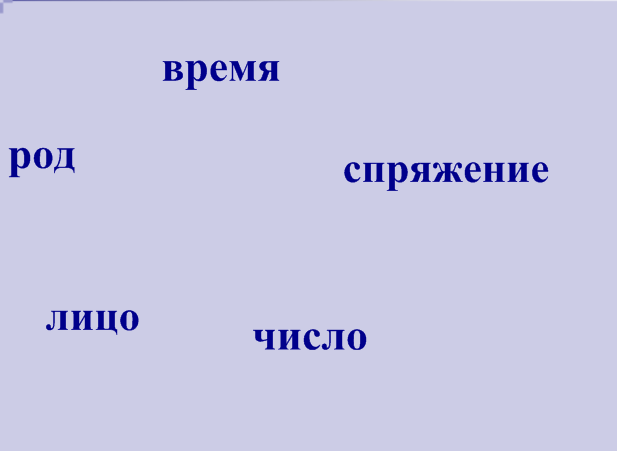 время
род
спряжение
лицо
число